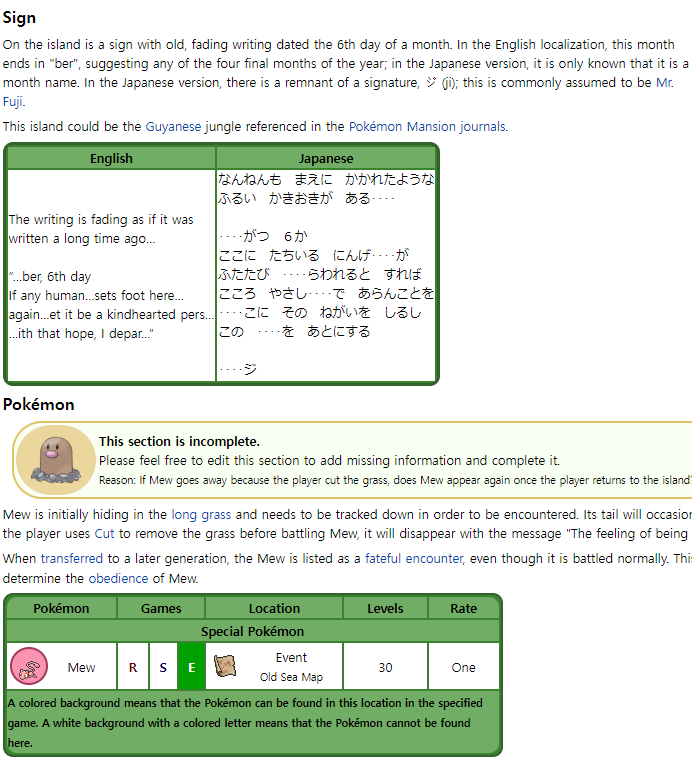 Sign
On the island is a sign with old, fading writing dated the 6th day of a month. In the English localization, this month
ends in "ber", suggesting any of the four final months of the year; in the Japanese version, it is only known that it is a
month name. In the Japanese version, there is a remnant of a signature, ジ (ji); this is commonly assumed to be Mr.
Fuji.
This island could be the Guyanese jungle referenced in the Pokémon Mansion journals.
English
The writing is fading as if it was
written a long time ago...
"...ber, 6th day
If any human...sets foot here...
again...et it be a kindhearted pers...
...ith that hope, I depar..."
Japanese
なんねんも　まえに　かかれたような
ふるい　かきおきが　ある‥‥
‥‥がつ　６か
ここに　たちいる　にんげ‥‥が
ふたたび　‥‥らわれると　すれば
こころ　やさし‥‥で　あらんことを
‥‥こに　その　ねがいを　しるし
この　‥‥を　あとにする
‥‥ジ
Pokémon
This section is incomplete.
Please feel free to edit this section to add missing information and complete it.
Reason: If Mew goes away because the player cut the grass, does Mew appear again once the player returns to the island?
Mew is initially hiding in the long grass and needs to be tracked down in order to be encountered. Its tail will occasion
the player uses Cut to remove the grass before battling Mew, it will disappear with the message "The feeling of being
When transferred to a later generation, the Mew is listed as a fateful encounter, even though it is battled normally. This
determine the obedience of Mew.
Pokémon Games Location Levels Rate
Special Pokémon
Mew R S E Event
Old Sea Map 30 One
A colored background means that the Pokémon can be found in this location in the specified
game. A white background with a colored letter means that the Pokémon cannot be found
here.